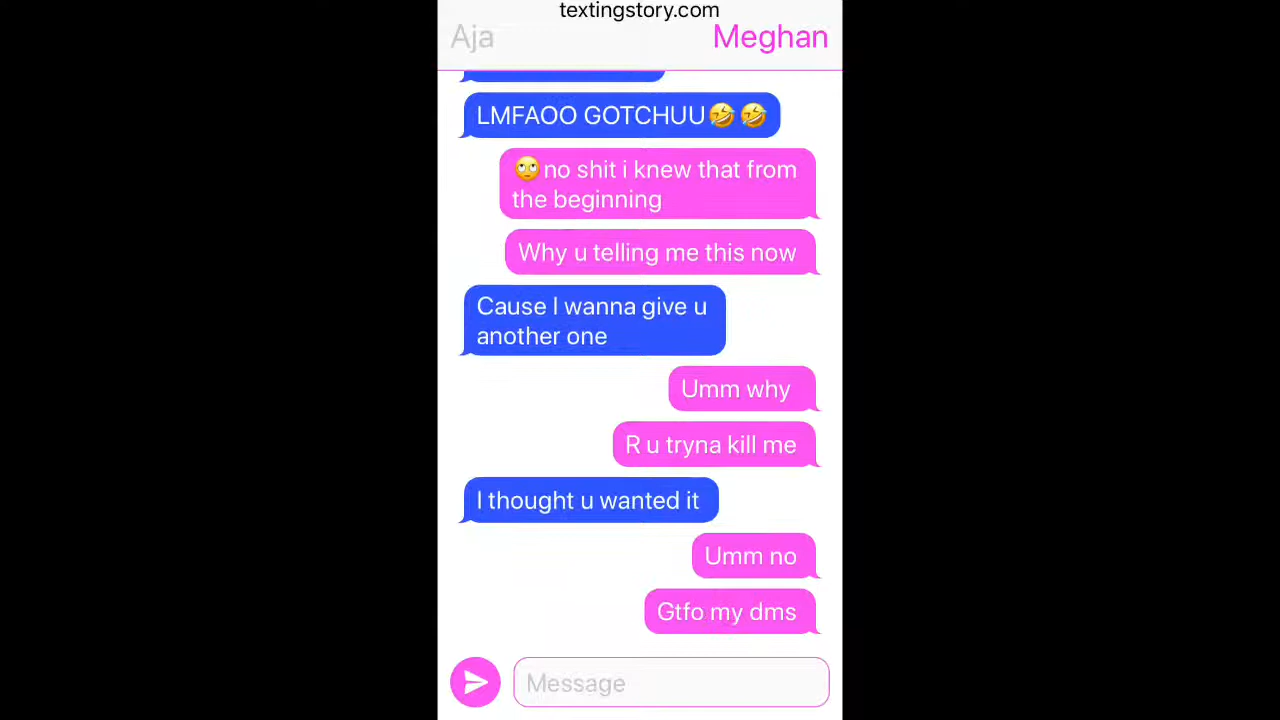 textingstory.com
Aja
Meghan
LMFAOO GOTCHUU🤣🤣
🙄no shit i knew that from
the beginning
Why u telling me this now
Cause I wanna give u
another one
Umm why
R u tryna kill me
I thought u wanted it
Umm no
Gtfo my dms
Message